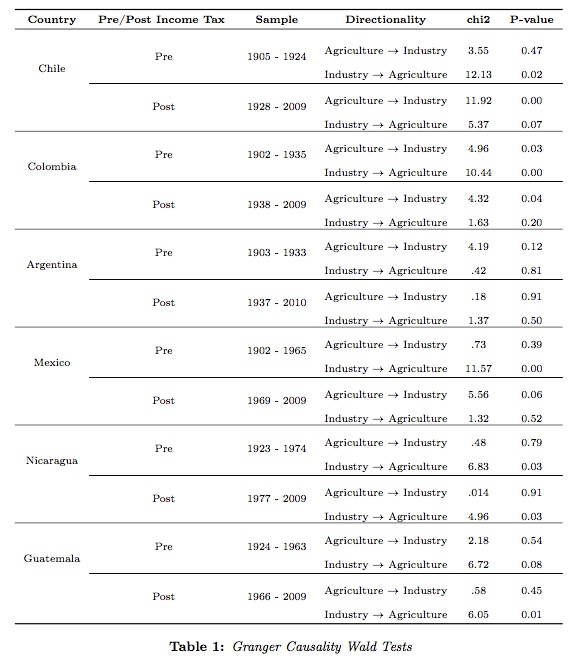 Country Pre/Post Income Tax Sample Directionality chi2 P-value
Agriculture → Industry 3.55 0.47
Pre 1905 - 1924
Industry → Agriculture 12.13 0.02
Chile
Agriculture → Industry 11.92 0.00
Post 1928 - 2009
Industry → Agriculture 5.37 0.07
Agriculture → Industry 4.96 0.03
Pre 1902 - 1935
Industry → Agriculture 10.44 0.00
Colombia
Agriculture → Industry 4.32 0.04
Post 1938 - 2009
Industry → Agriculture 1.63 0.20
Agriculture → Industry 4.19 0.12
Pre 1903 - 1933
Industry → Agriculture .42 0.81
Argentina
Agriculture → Industry .18 0.91
Post 1937 - 2010
Industry → Agriculture 1.37 0.50
Agriculture → Industry .73 0.39
Pre 1902 - 1965
Industry → Agriculture 11.57 0.00
Mexico
Agriculture → Industry 5.56 0.06
Post 1969 - 2009
Industry → Agriculture 1.32 0.52
Agriculture → Industry .48 0.79
Pre 1923 - 1974
Industry → Agriculture 6.83 0.03
Nicaragua
Agriculture → Industry .014 0.91
Post 1977 - 2009
Industry → Agriculture 4.96 0.03
Agriculture → Industry 2.18 0.54
Pre 1924 - 1963
Industry → Agriculture 6.72 0.08
Guatemala
Agriculture → Industry .58 0.45
Post 1966 - 2009
Industry → Agriculture 6.05 0.01
Table 1: Granger Causality Wald Tests